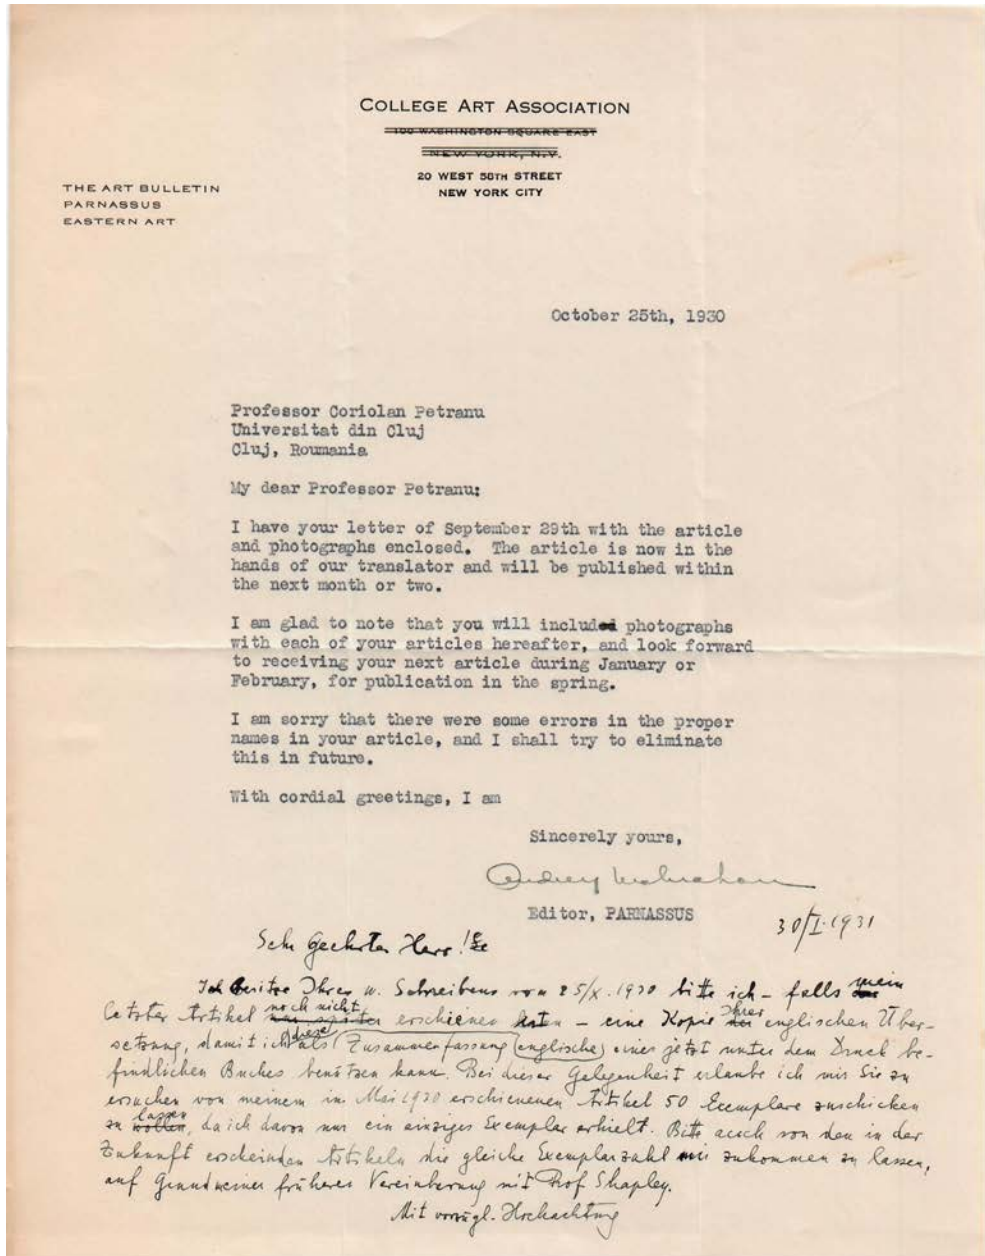 COLLEGE ART ASSOCIATION
100 WASHINGTON SQUARE EAST
NEW YORK, N.Y.
20 WEST 58TH STREET
NEW YORK CITY
THE ART BULLETIN
PARNASSUS
EASTERN ART
October 25th, 1930
Professor Coriolan Petranu
Universitat din Cluj
Cluj, Roumania
My dear Professor Petranu:
I have your letter of September 29th with the article
and photographs enclosed. The article is now in the
hands of our translator and will be published within
the next month or two.
I am glad to note that you will include photographs
with each of your articles hereafter, and look forward
to receiving your next article during January or
February, for publication in the spring.
I am sorry that there were some errors in the proper
names in your article, and I shall try to eliminate
this in future.
With cordial greetings, I am
Sincerely yours,
Editor, PARNASSUS
30/I.1931
Sehr Geehrter Herr!
Ihres w. Schreibens vom 25/X.1930 bitte ich - falls mein
letzter Artikel noch nicht erschienen - eine Kopie Ihrer englischen Über-
setzung, damit ich diese als Zusammenfassung (englische) eines jetzt unter dem Druck be-
findlichen Buches benützen kann. Bei dieser Gelegenheit erlaube ich mir Sie zu
ersuchen von meinem im Mai 1930 erschienenen Artikel 50 Exemplare zuschicken
zu lassen, da ich davon nur ein einziges Exemplar erhielt. Bitte auch von den in der
Zukunft erscheinden Artikeln die gleiche Exemplarzahl mir zukommen zu lassen,
auf Grund meiner früheren Vereinbarung mit Prof Shapley.
Mit vorzügl. Hochachtung